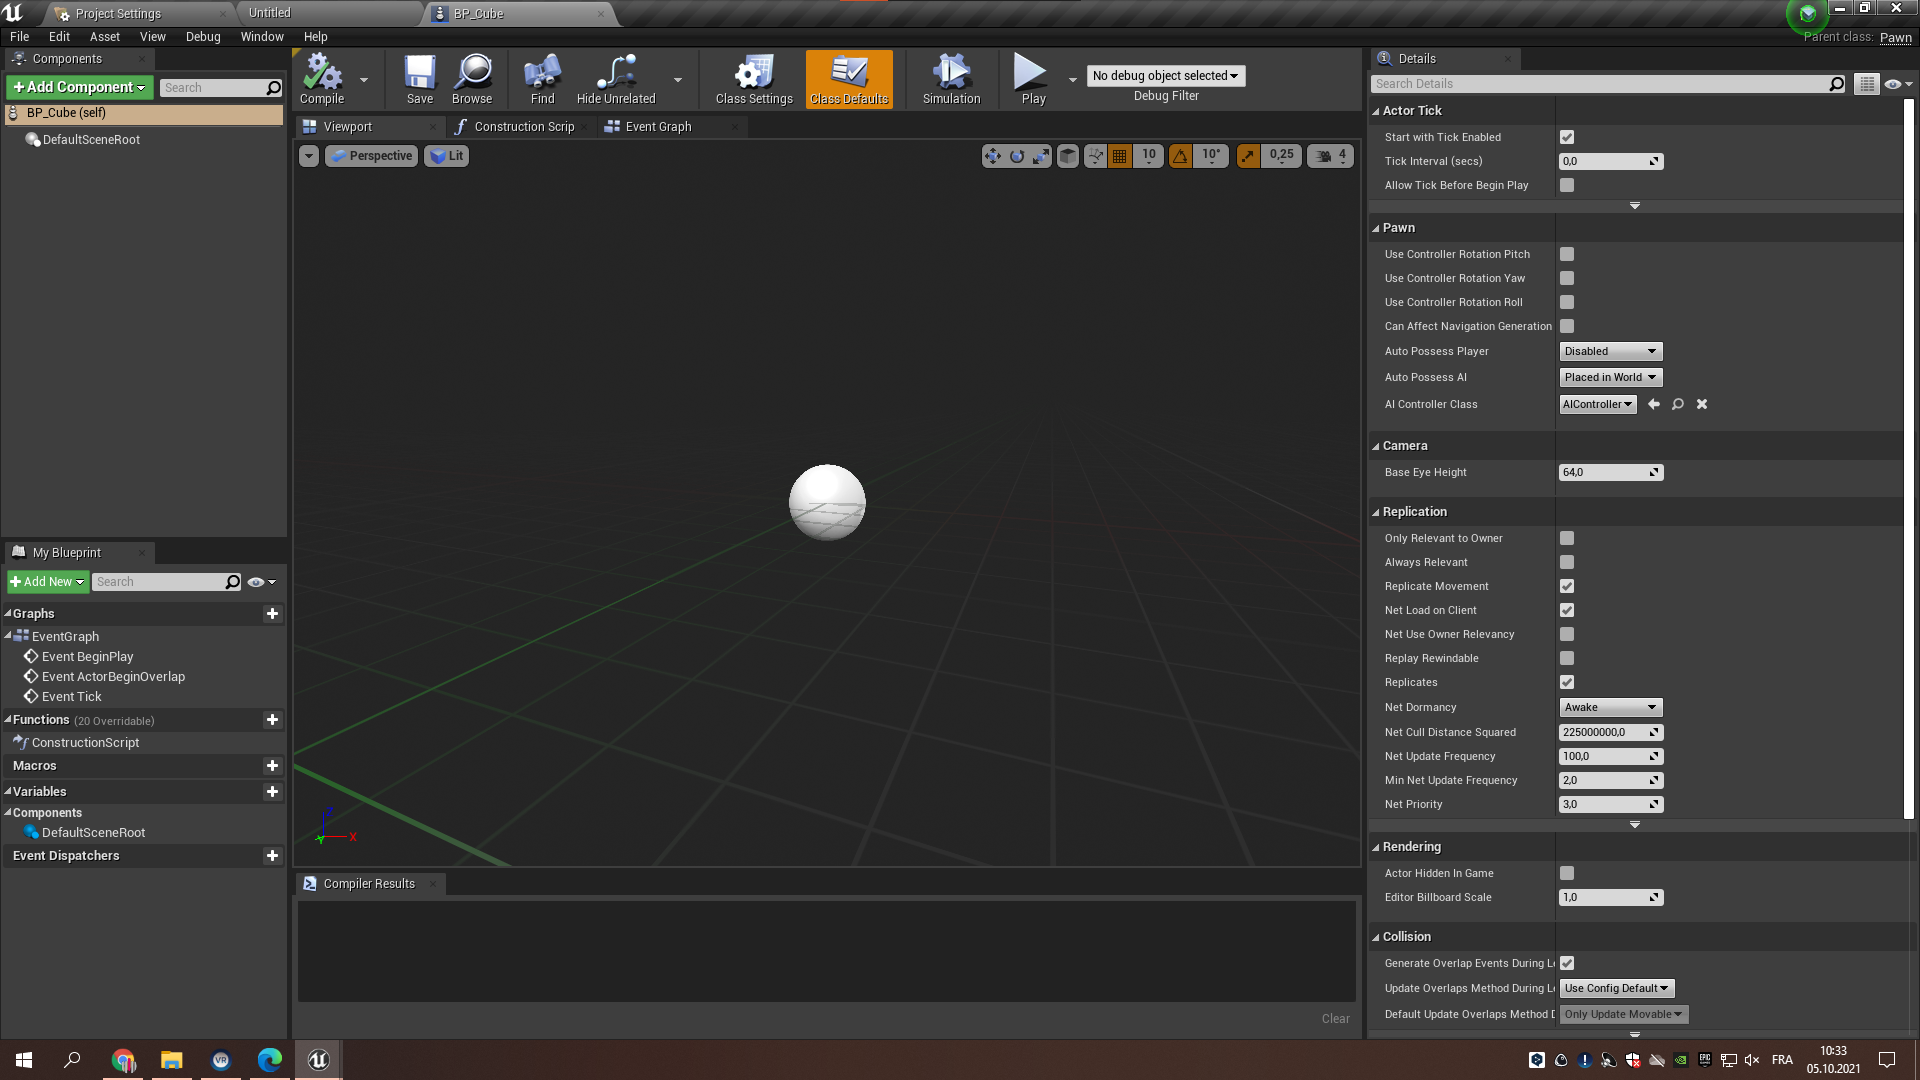 Project Settings
Untitled
BP_Cube
File
Edit
Asset
View
Debug
Window
Help
Parent class: Pawn
Components
Add Component
Search
BP_Cube (self)
DefaultSceneRoot
Compile
Save
Browse
Find
Hide Unrelated
Class Settings
Class Defaults
Simulation
Play
No debug object selected
Debug Filter
Viewport
Construction Scrip
Event Graph
Perspective
Lit
10
10°
0,25
4
Z
Y
X
Compiler Results
Clear
My Blueprint
Add New
Search
Graphs
EventGraph
Event BeginPlay
Event ActorBeginOverlap
Event Tick
Functions (20 Overridable)
ConstructionScript
Macros
Variables
Components
DefaultSceneRoot
Event Dispatchers
Details
Search Details
Actor Tick
Start with Tick Enabled
Tick Interval (secs) 0,0
Allow Tick Before Begin Play
Pawn
Use Controller Rotation Pitch
Use Controller Rotation Yaw
Use Controller Rotation Roll
Can Affect Navigation Generation
Auto Possess Player Disabled
Auto Possess AI Placed in World
AI Controller Class AIController
Camera
Base Eye Height 64,0
Replication
Only Relevant to Owner
Always Relevant
Replicate Movement
Net Load on Client
Net Use Owner Relevancy
Replay Rewindable
Replicates
Net Dormancy Awake
Net Cull Distance Squared 225000000,0
Net Update Frequency 100,0
Min Net Update Frequency 2,0
Net Priority 3,0
Rendering
Actor Hidden In Game
Editor Billboard Scale 1,0
Collision
Generate Overlap Events During L
Update Overlaps Method During L Use Config Default
Default Update Overlaps Method D Only Update Movable
VR
EPIC
FRA
10:33
05.10.2021